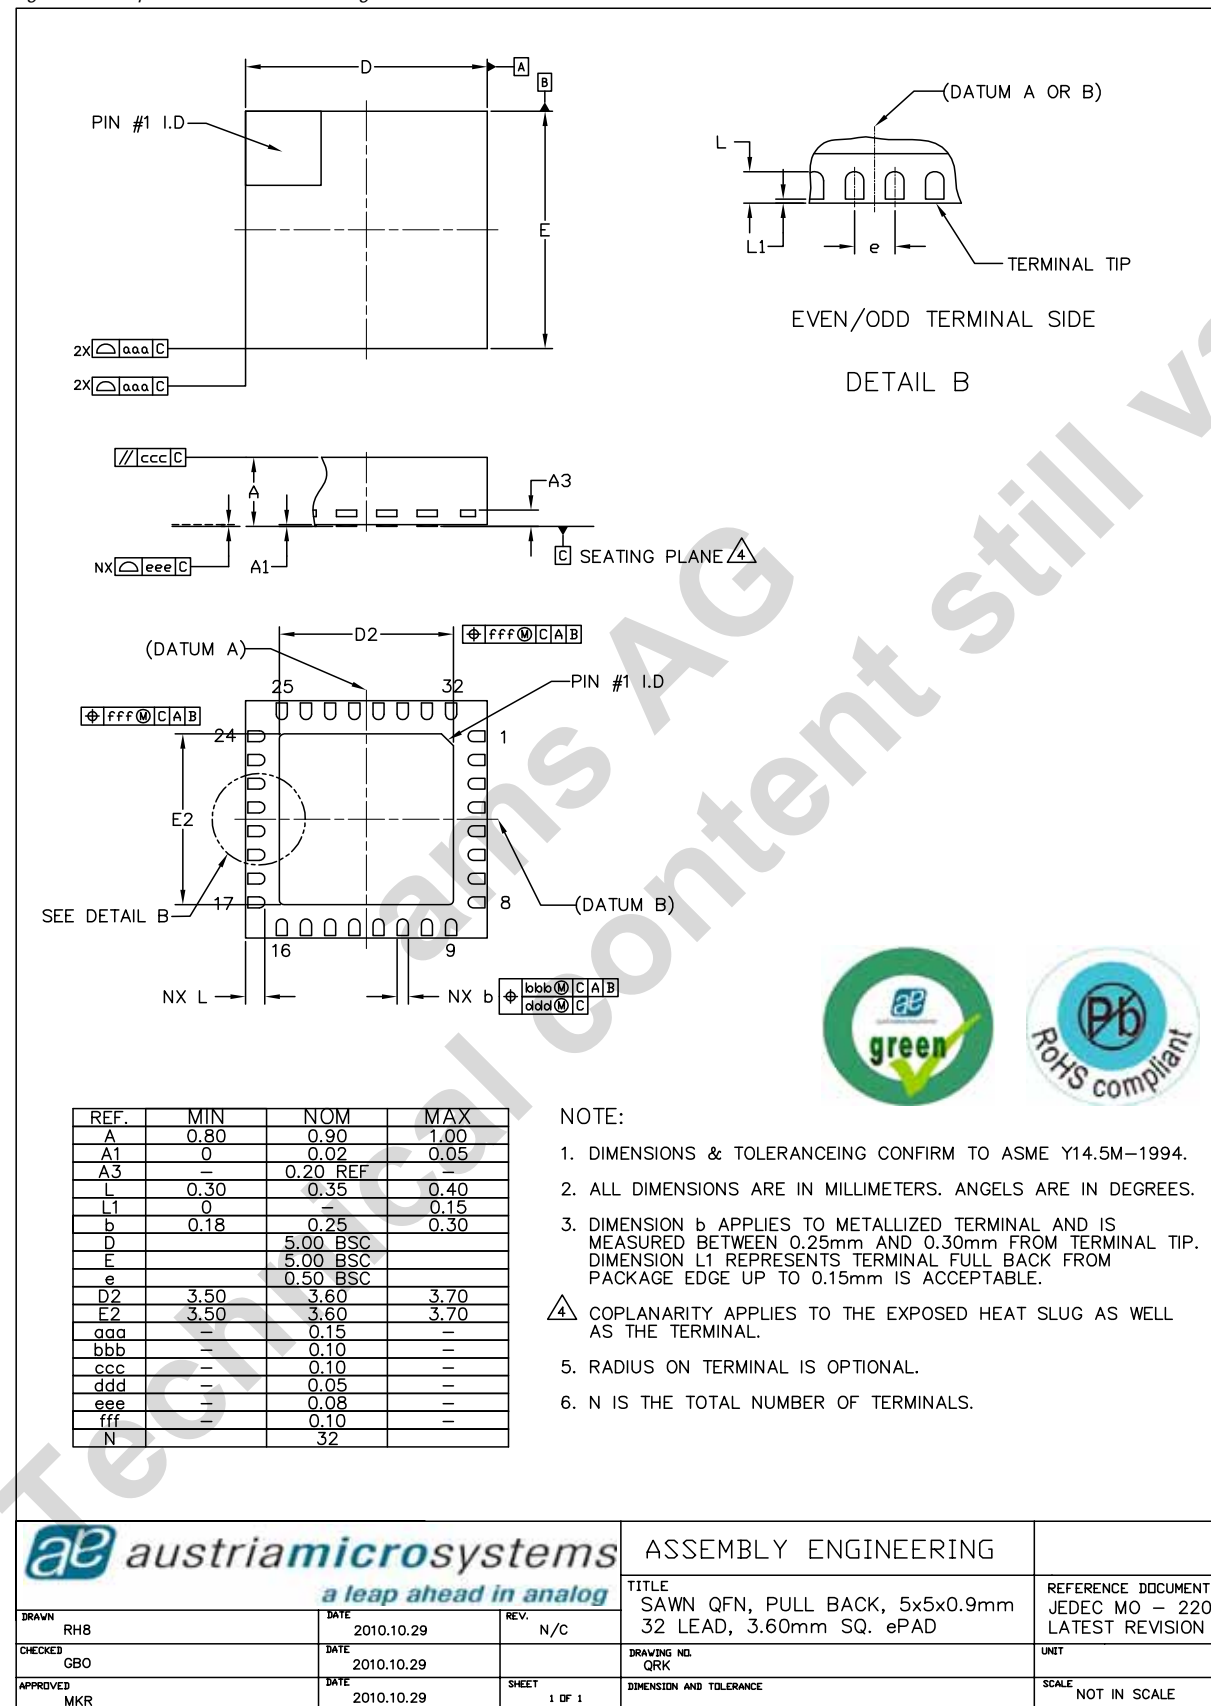 D
A
B
PIN #1 I.D
E
2X aaa C
2X aaa C
(DATUM A OR B)
L
L1
e
TERMINAL TIP
EVEN/ODD TERMINAL SIDE
DETAIL B
// ccc C
A
A3
NX eee C
A1
C SEATING PLANE 4
D2
fff Ⓜ C A B
(DATUM A)
PIN #1 I.D
25
32
fff Ⓜ C A B
24
1
E2
SEE DETAIL B
17
8
(DATUM B)
16
9
NX L
NX b
bbb Ⓜ C A B
ddd Ⓜ C
green
Pb
RoHS compliant
REF. MIN NOM MAX
A 0.80 0.90 1.00
A1 0 0.02 0.05
A3 – 0.20 REF –
L 0.30 0.35 0.40
L1 0 – 0.15
b 0.18 0.25 0.30
D 5.00 BSC
E 5.00 BSC
e 0.50 BSC
D2 3.50 3.60 3.70
E2 3.50 3.60 3.70
aaa – 0.15 –
bbb – 0.10 –
ccc – 0.10 –
ddd – 0.05 –
eee – 0.08 –
fff – 0.10 –
N 32
NOTE:
1. DIMENSIONS & TOLERANCEING CONFIRM TO ASME Y14.5M–1994.
2. ALL DIMENSIONS ARE IN MILLIMETERS. ANGELS ARE IN DEGREES.
3. DIMENSION b APPLIES TO METALLIZED TERMINAL AND IS
MEASURED BETWEEN 0.25mm AND 0.30mm FROM TERMINAL TIP.
DIMENSION L1 REPRESENTS TERMINAL FULL BACK FROM
PACKAGE EDGE UP TO 0.15mm IS ACCEPTABLE.
4 COPLANARITY APPLIES TO THE EXPOSED HEAT SLUG AS WELL
AS THE TERMINAL.
5. RADIUS ON TERMINAL IS OPTIONAL.
6. N IS THE TOTAL NUMBER OF TERMINALS.
ams AG
Technical content still va
ae austriamicrosystems
a leap ahead in analog
ASSEMBLY ENGINEERING
TITLE
SAWN QFN, PULL BACK, 5x5x0.9mm
32 LEAD, 3.60mm SQ. ePAD
REFERENCE DOCUMENT
JEDEC MO – 220
LATEST REVISION
DRAWN
RH8
DATE
2010.10.29
REV.
N/C
CHECKED
GBO
DATE
2010.10.29
DRAWING NO.
QRK
UNIT
APPROVED
MKR
DATE
2010.10.29
SHEET
1 OF 1
DIMENSION AND TOLERANCE
SCALE
NOT IN SCALE